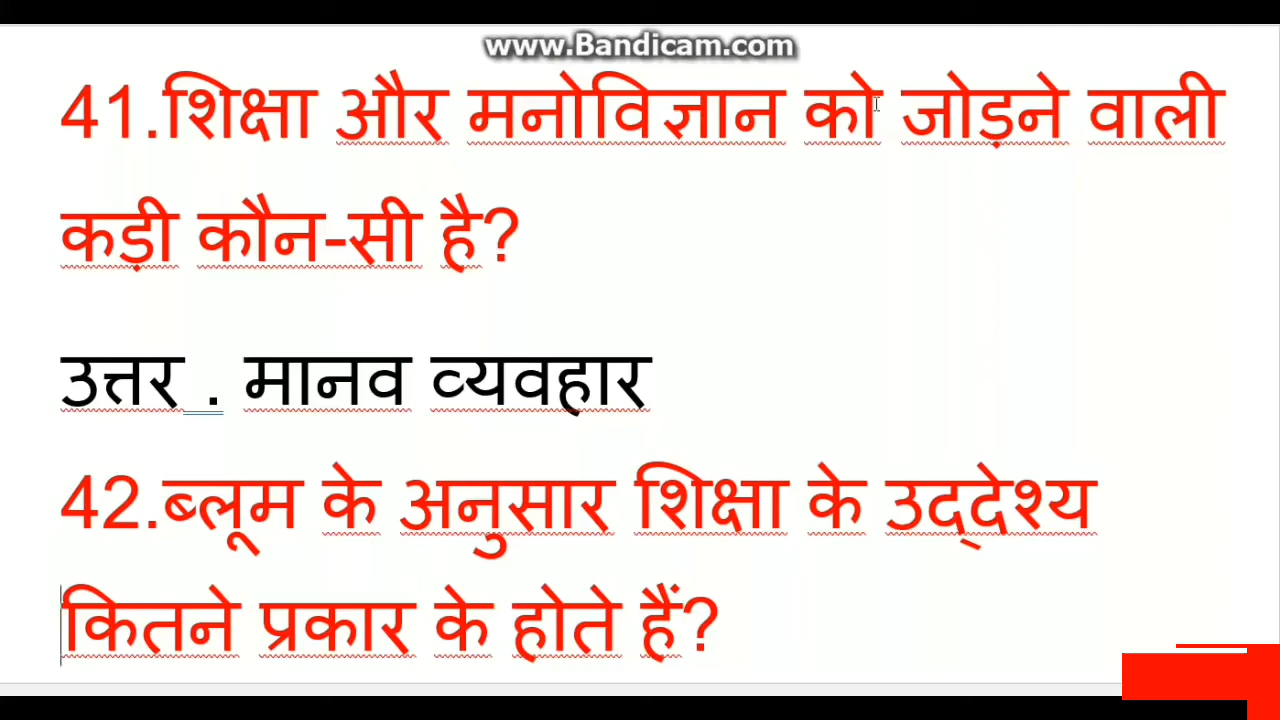 www.Bandicam.com
41.शिक्षा और मनोविज्ञान को जोड़ने वाली
कड़ी कौन-सी है?
उत्तर . मानव व्यवहार
42.ब्लूम के अनुसार शिक्षा के उद्देश्य
कितने प्रकार के होते हैं?